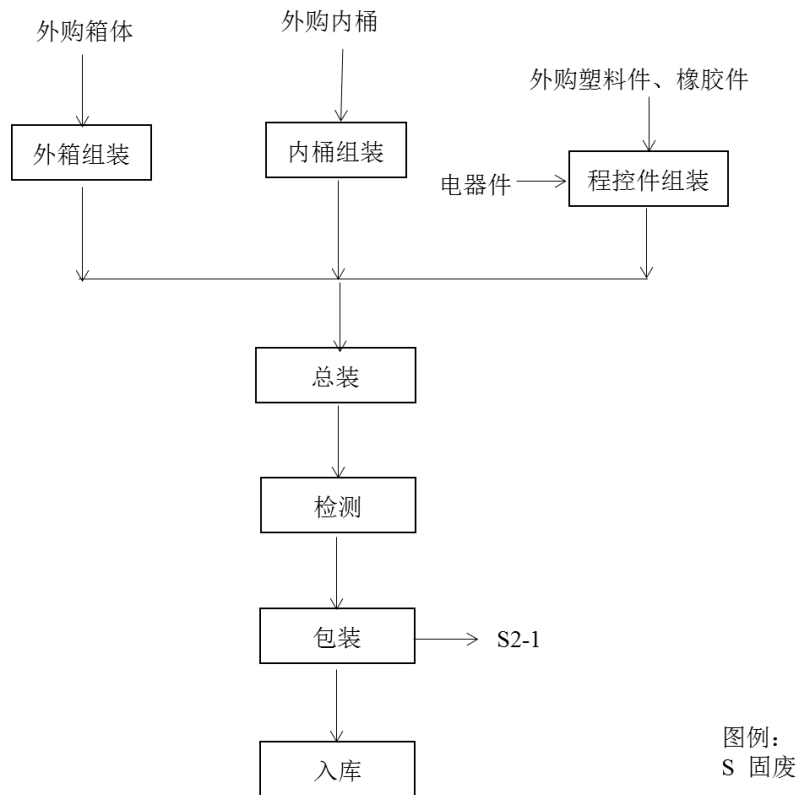 外购箱体
外购内桶
外购塑料件、橡胶件
外箱组装
内桶组装
电器件
程控件组装
总装
检测
包装
S2-1
入库
图例：
S 固废